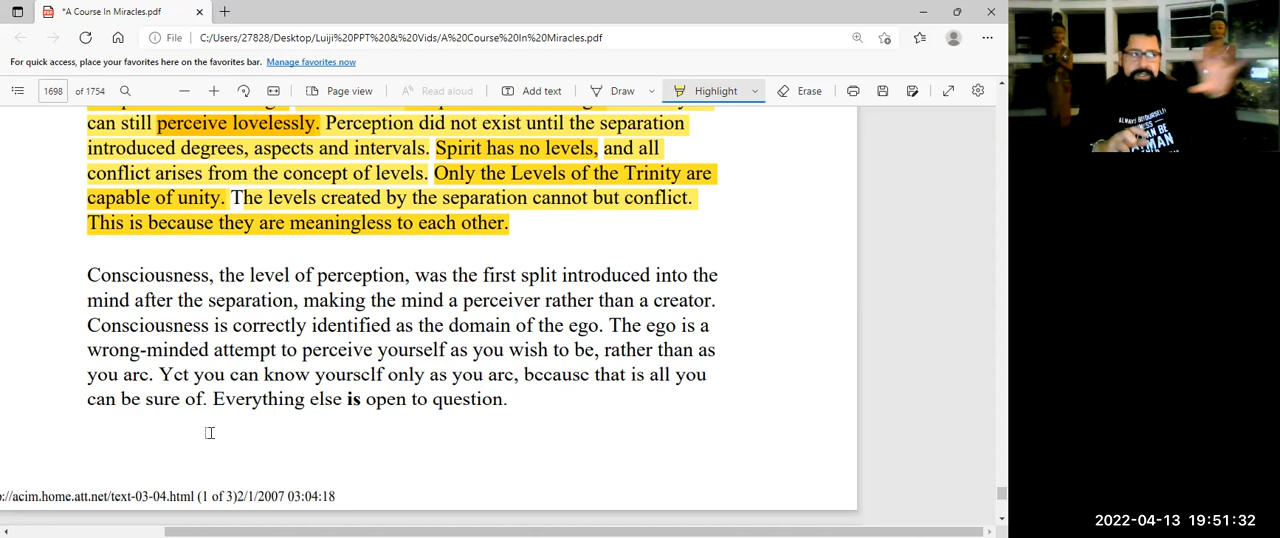 *A Course In Miracles.pdf
File C:/Users/27828/Desktop/Luiji%20PPT%20&%20Vids/A%20Course%20In%20Miracles.pdf
For quick access, place your favorites here on the favorites bar. Manage favorites now
1698 of 1754 Page view Read aloud Add text Draw Highlight Erase
can still perceive lovelessly. Perception did not exist until the separation
introduced degrees, aspects and intervals. Spirit has no levels, and all
conflict arises from the concept of levels. Only the Levels of the Trinity are
capable of unity. The levels created by the separation cannot but conflict.
This is because they are meaningless to each other.
Consciousness, the level of perception, was the first split introduced into the
mind after the separation, making the mind a perceiver rather than a creator.
Consciousness is correctly identified as the domain of the ego. The ego is a
wrong-minded attempt to perceive yourself as you wish to be, rather than as
you are. Yet you can know yourself only as you are, because that is all you
can be sure of. Everything else is open to question.
://acim.home.att.net/text-03-04.html (1 of 3)2/1/2007 03:04:18
ALWAYS BE YOURSELF
MAN
2022-04-13 19:51:32